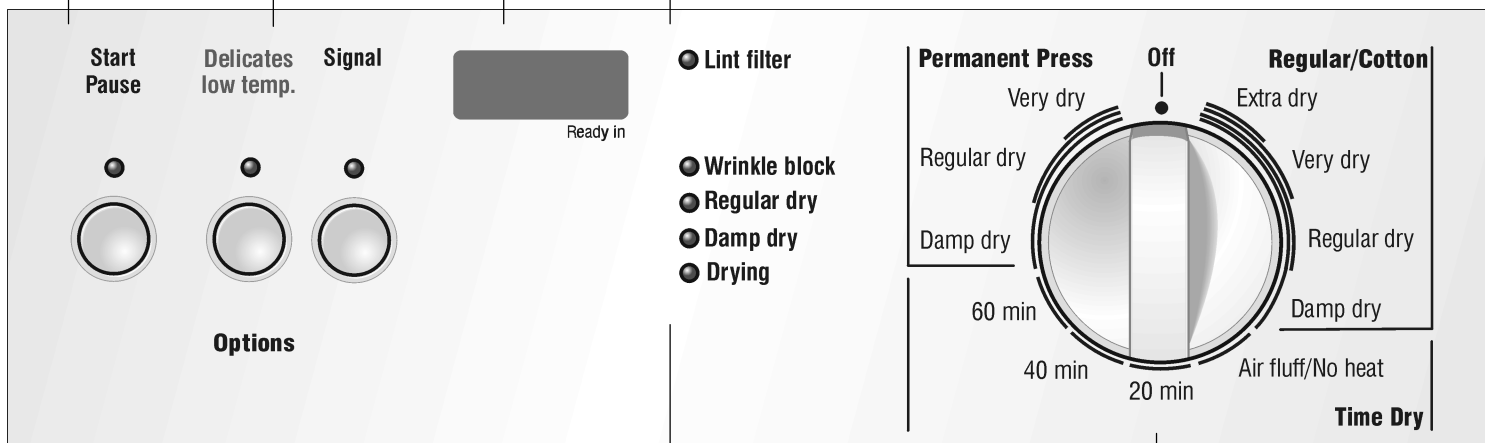 Start
Pause
Delicates
low temp.
Signal
Ready in
Options
Lint filter
Wrinkle block
Regular dry
Damp dry
Drying
Permanent Press
Off
Regular/Cotton
Very dry
Regular dry
Damp dry
Extra dry
Very dry
Regular dry
Damp dry
60 min
40 min
20 min
Air fluff/No heat
Time Dry